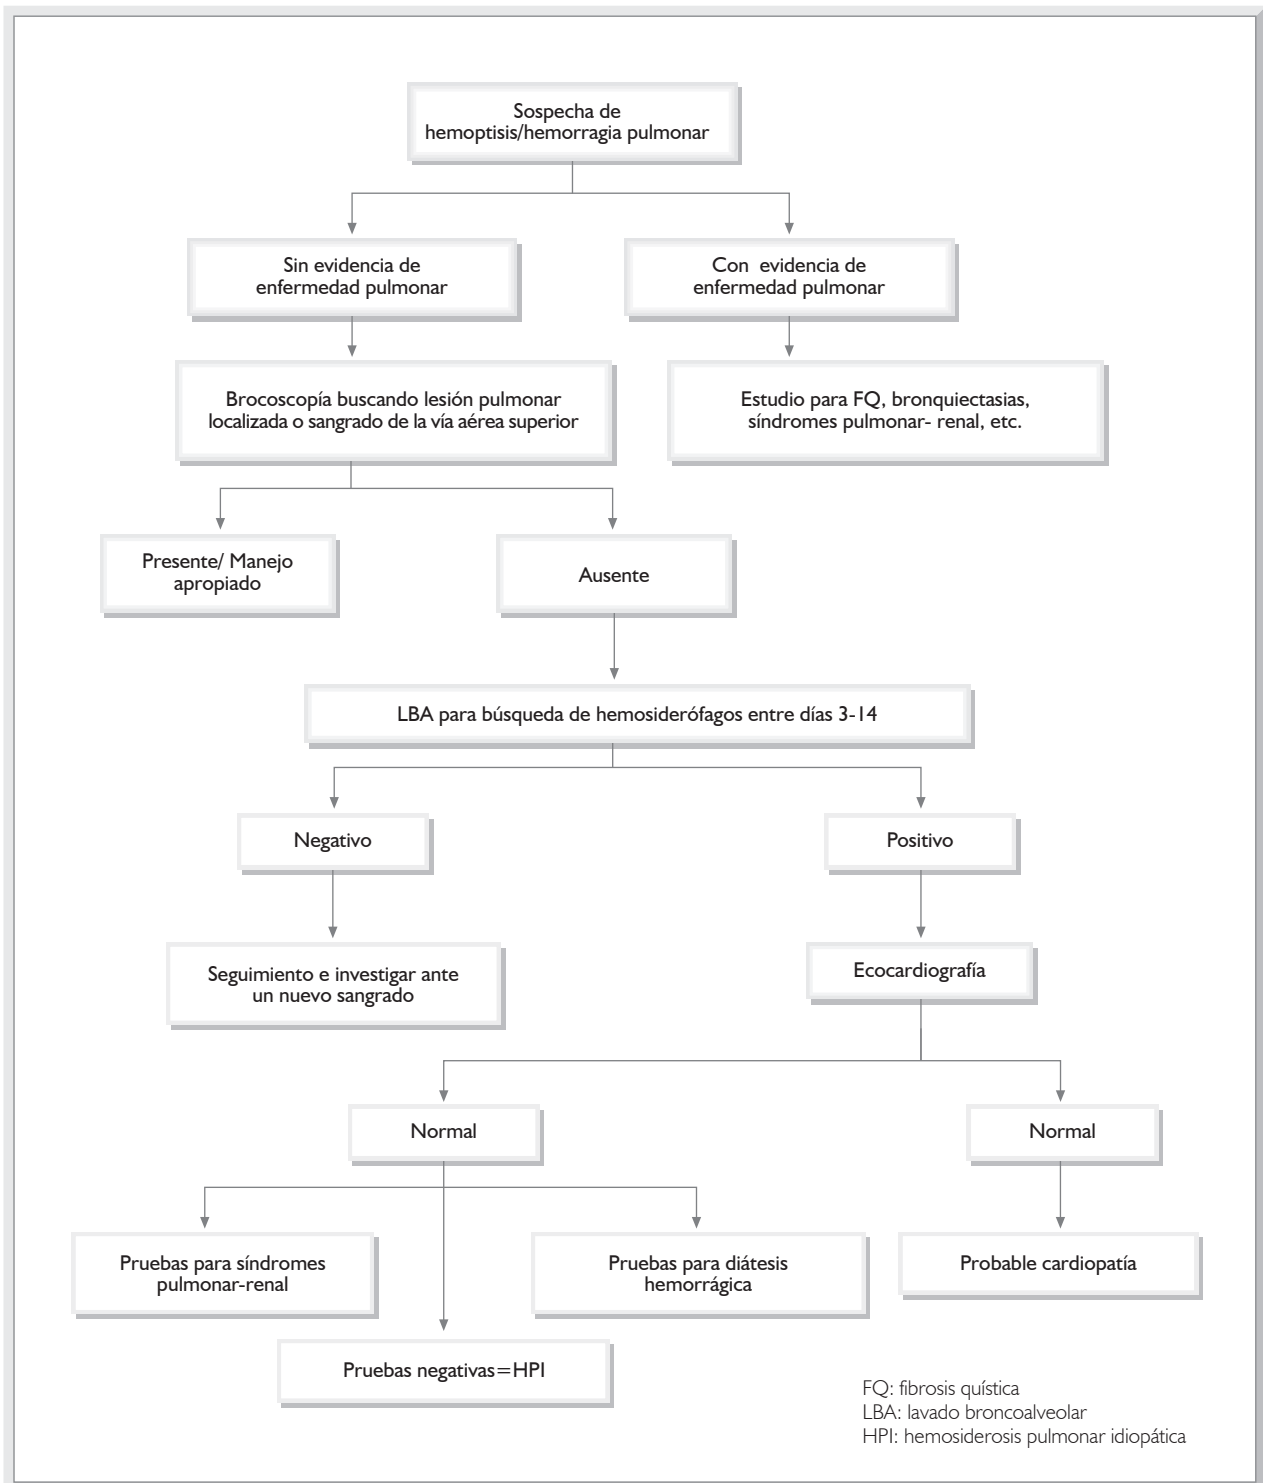 Sospecha de
hemoptisis/hemorragia pulmonar
Sin evidencia de
enfermedad pulmonar
Con evidencia de
enfermedad pulmonar
Brocoscopía buscando lesión pulmonar
localizada o sangrado de la vía aérea superior
Estudio para FQ, bronquiectasias,
síndromes pulmonar- renal, etc.
Presente/ Manejo
apropiado
Ausente
LBA para búsqueda de hemosiderófagos entre días 3-14
Negativo
Positivo
Seguimiento e investigar ante
un nuevo sangrado
Ecocardiografía
Normal
Normal
Pruebas para síndromes
pulmonar-renal
Pruebas para diátesis
hemorrágica
Probable cardiopatía
Pruebas negativas=HPI
FQ: fibrosis quística
LBA: lavado broncoalveolar
HPI: hemosiderosis pulmonar idiopática